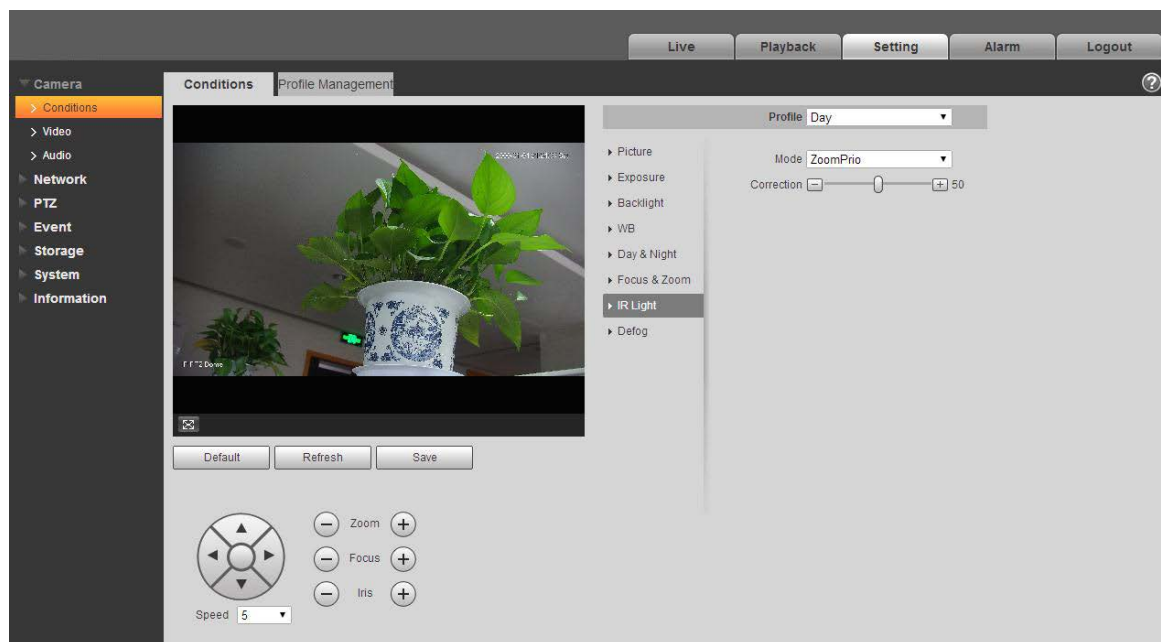 Live Playback Setting Alarm Logout
Camera
Conditions
Video
Audio
Network
PTZ
Event
Storage
System
Information
Conditions Profile Management
Profile Day
Picture
Exposure
Backlight
WB
Day & Night
Focus & Zoom
IR Light
Defog
Mode ZoomPrio
Correction 50
Default Refresh Save
Zoom
Focus
Iris
Speed 5